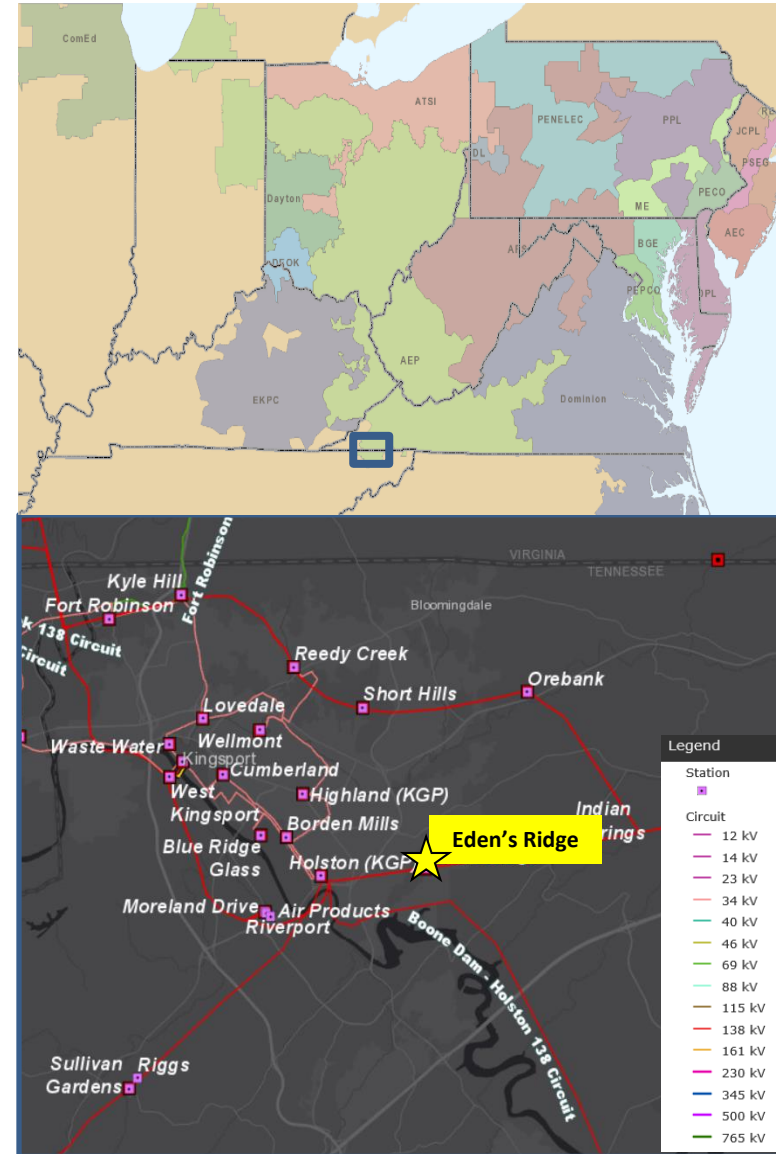 ComEd
ATSI
PENELEC
PPL
RE
JCPL
PSEG
DL
Dayton
PECO
ME
AEC
DEOK
APS
BGE
PEPCO
DPL
AEP
EKPC
Dominion
VIRGINIA
TENNESSEE
Kyle Hill
Fort Robinson
Fort Robinson
Bloomingdale
138 Circuit
Circuit
Reedy Creek
Orebank
Short Hills
Lovedale
Waste Water
Wellmont
Kingsport
Cumberland
West
Kingsport
Highland (KGP)
Borden Mills
Blue Ridge
Glass
Eden's Ridge
Indian
Holston (KGP)
Moreland Drive
Air Products
Riverport
Boone Dam - Holston 138 Circuit
Sullivan
Gardens
Riggs
Legend
Station
Circuit
12 kV
14 kV
23 kV
34 kV
40 kV
46 kV
69 kV
88 kV
115 kV
138 kV
161 kV
230 kV
345 kV
500 kV
765 kV